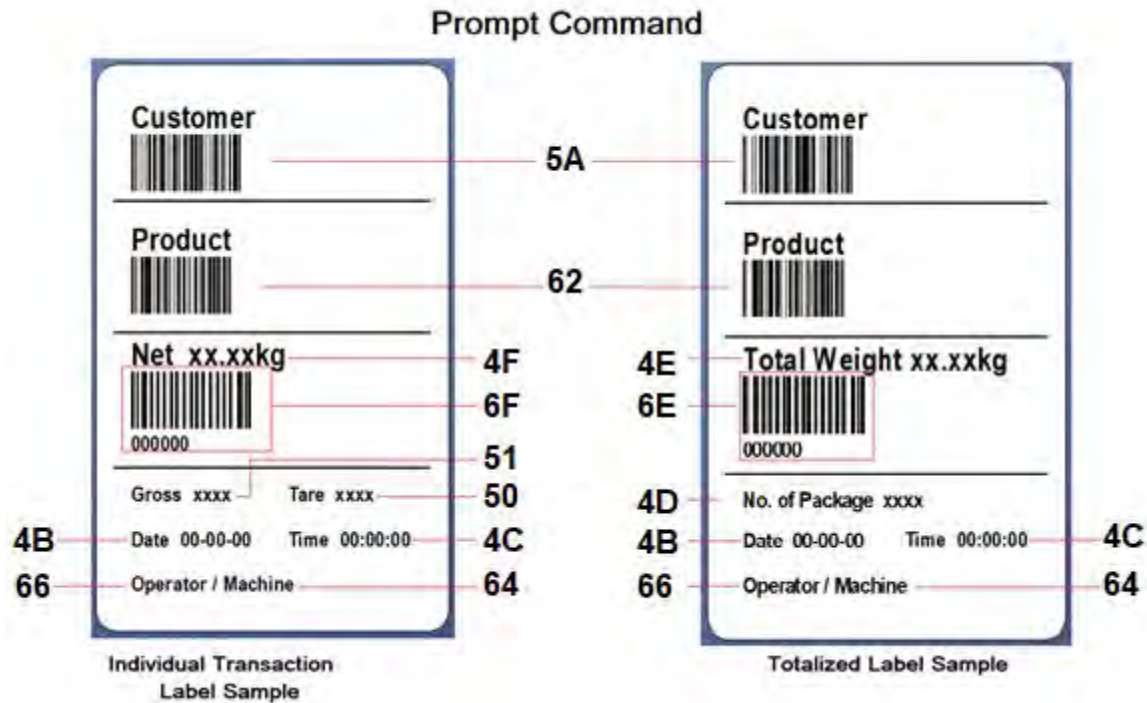 Prompt Command
Customer
5A
Customer
Product
62
Product
Net xx.xxkg
4F
4E
Total Weight xx.xxkg
6F
6E
000000
000000
51
Gross xxxx
Tare xxxx
50
4D
No. of Package xxxx
4B
Date 00-00-00
Time 00:00:00
4C
4B
Date 00-00-00
Time 00:00:00
4C
66
Operator / Machine
64
66
Operator / Machine
64
Individual Transaction
Label Sample
Totalized Label Sample